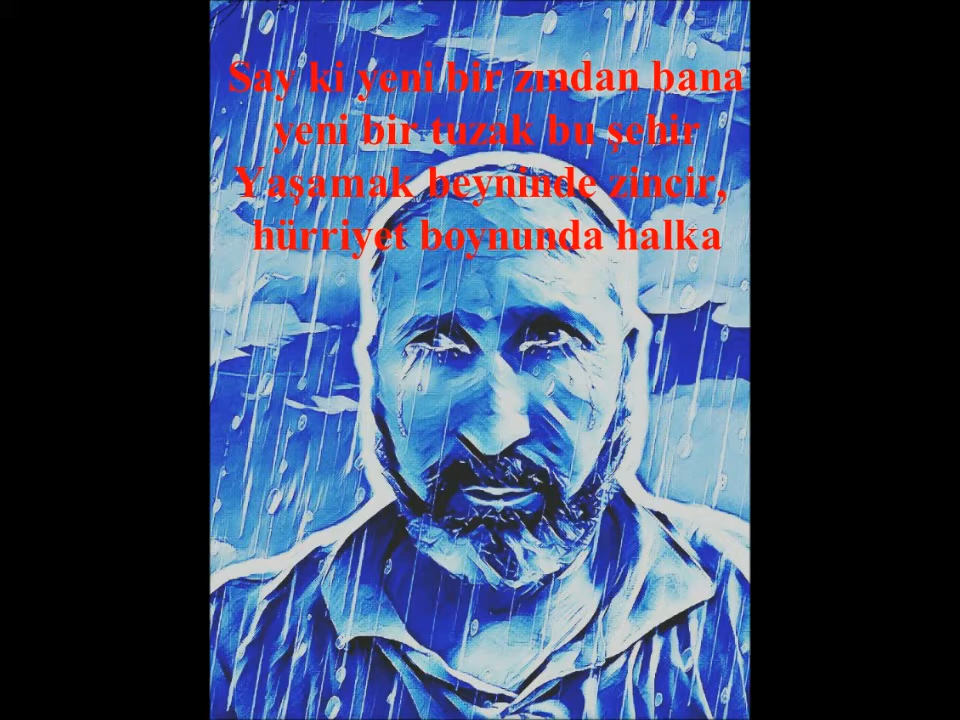 Say ki yeni bir zından bana
yeni bir tuzak bu şehir
Yaşamak beyninde zincir,
hürriyet boynunda halka